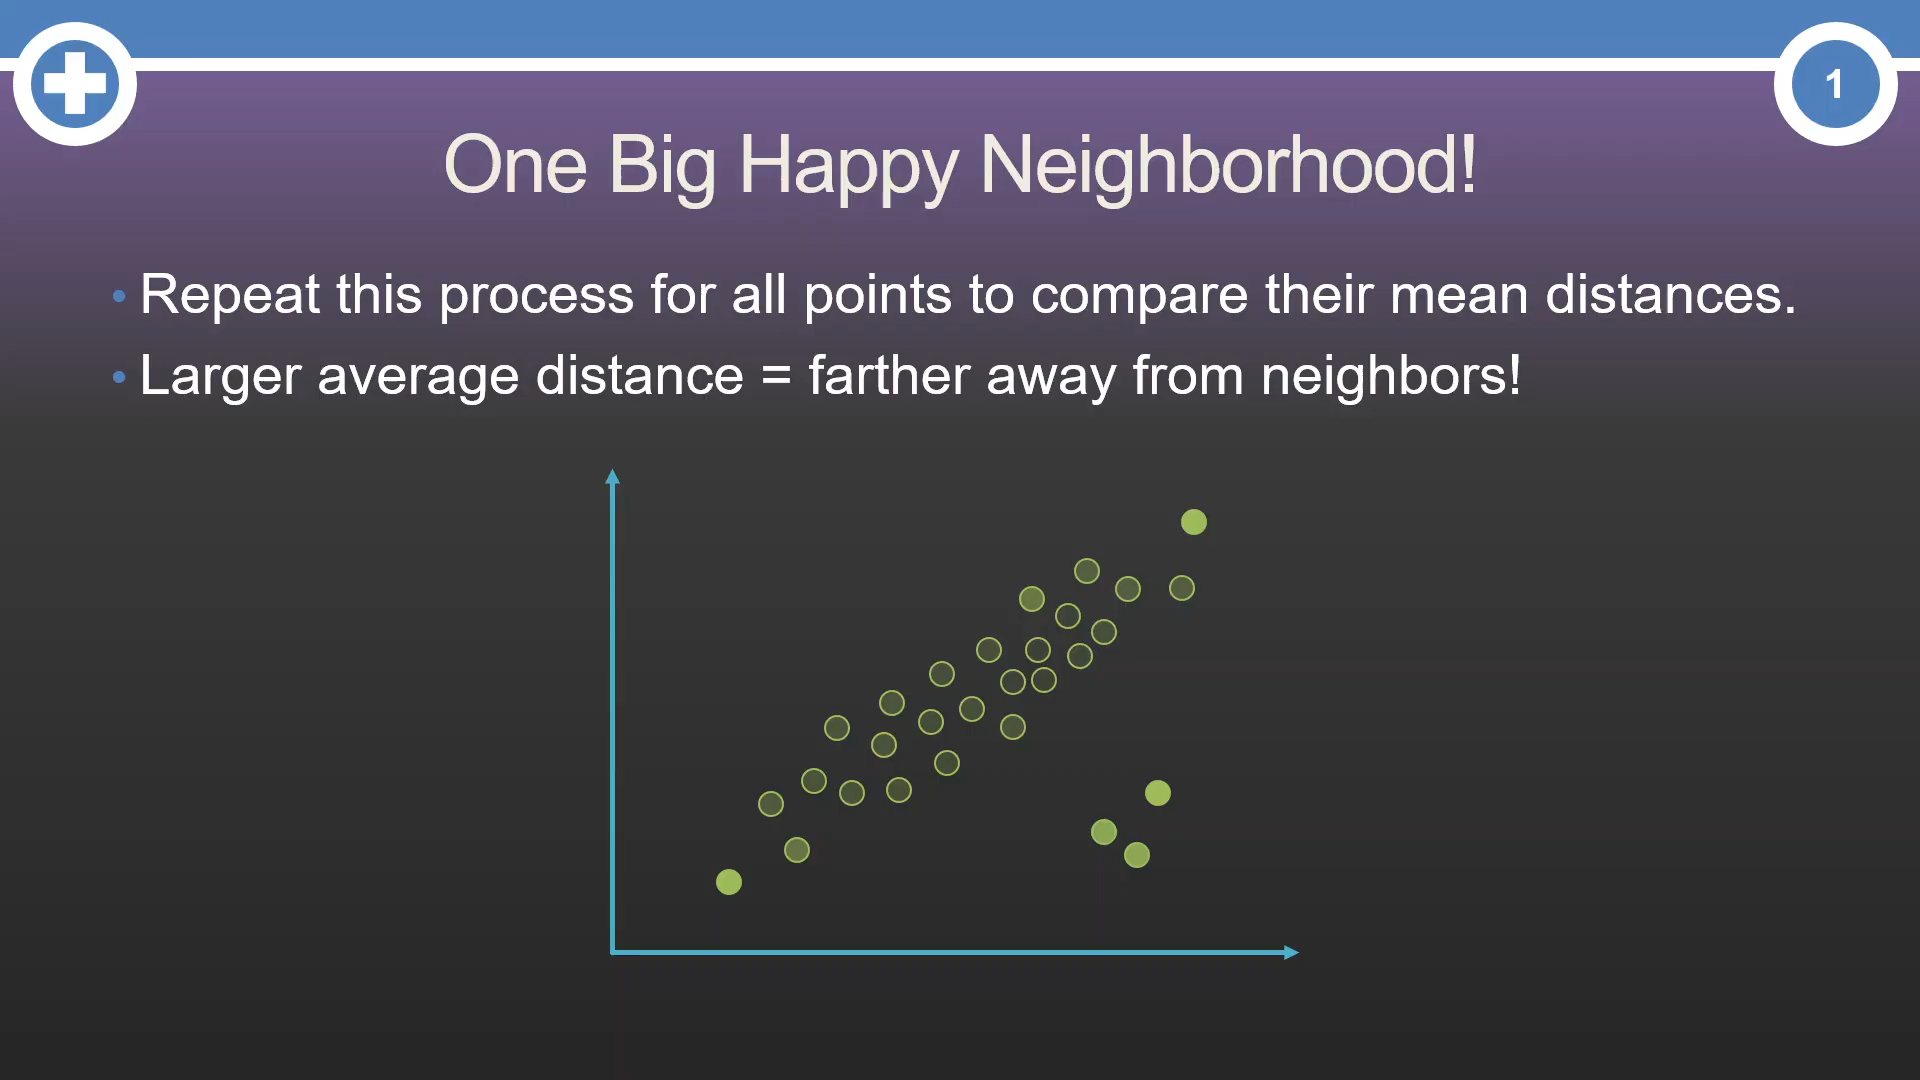 1
One Big Happy Neighborhood!
• Repeat this process for all points to compare their mean distances.
• Larger average distance = farther away from neighbors!